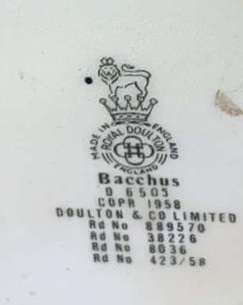 MADE IN ENGLAND
ROYAL DOULTON
ENGLAND
Bacchus
D 6505
COPR 1958
DOULTON & CO LIMITED
Rd No 889570
Rd No 38226
Rd No 8036
Rd No 423/58